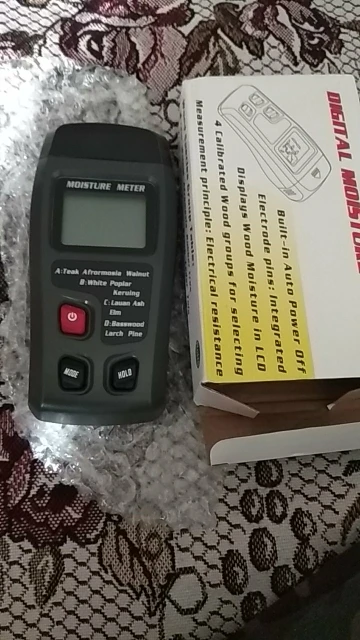 MOISTURE METER
A:Teak Afrormosia Walnut
B:White Poplar
Keruing
C:Lauan Ash
Elm
D:Basswood
Larch Pine
MODE
HOLD
DIGITAL MOISTUR
Built-in Auto Power Off
Electrode pins: Integrated
Displays Wood Moisture in LCD
4 Calibrated Wood groups for selecting
Measurement principle: Electrical resistance